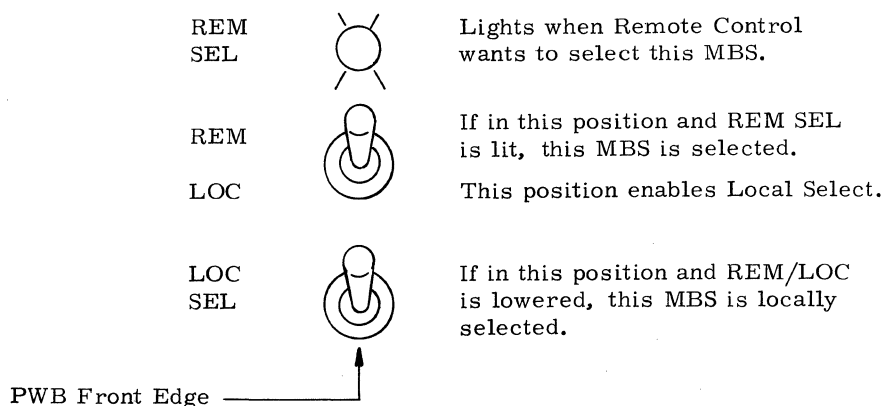 REM
SEL
Lights when Remote Control
wants to select this MBS.
REM
If in this position and REM SEL
is lit, this MBS is selected.
LOC
This position enables Local Select.
LOC
SEL
If in this position and REM/LOC
is lowered, this MBS is locally
selected.
PWB Front Edge